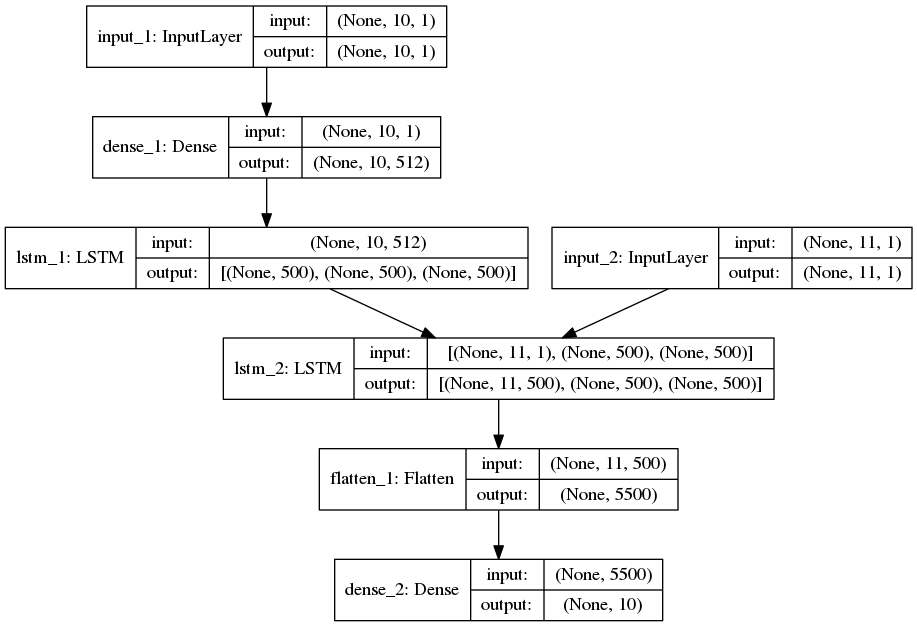 input_1: InputLayer
input: (None, 10, 1)
output: (None, 10, 1)
dense_1: Dense
input: (None, 10, 1)
output: (None, 10, 512)
lstm_1: LSTM
input: (None, 10, 512)
output: [(None, 500), (None, 500), (None, 500)]
input_2: InputLayer
input: (None, 11, 1)
output: (None, 11, 1)
lstm_2: LSTM
input: [(None, 11, 1), (None, 500), (None, 500)]
output: [(None, 11, 500), (None, 500), (None, 500)]
flatten_1: Flatten
input: (None, 11, 500)
output: (None, 5500)
dense_2: Dense
input: (None, 5500)
output: (None, 10)